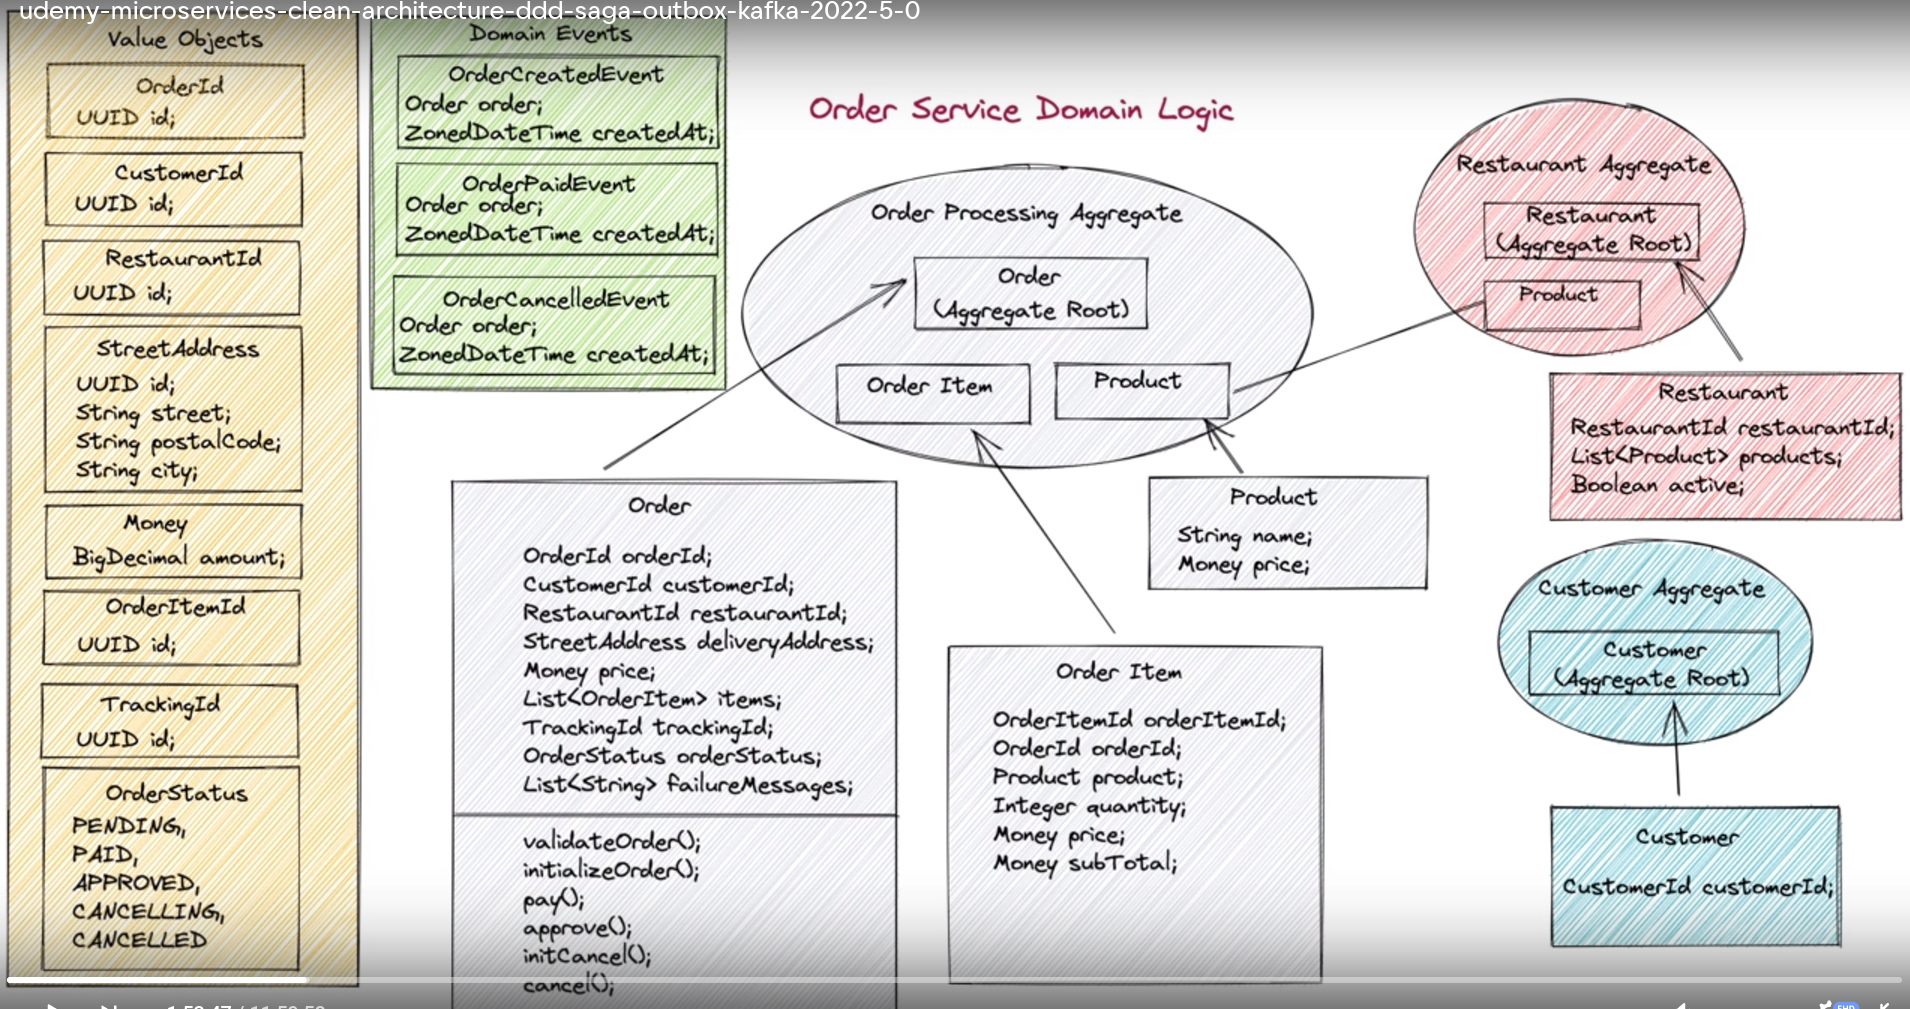 udemy-microservices-clean-architecture-ddd-saga-outbox-kafka-2022-5-0
Value Objects
OrderId
UUID id;
CustomerId
UUID id;
RestaurantId
UUID id;
StreetAddress
UUID id;
String street;
String postalCode;
String city;
Money
BigDecimal amount;
OrderItemId
UUID id;
TrackingId
UUID id;
OrderStatus
PENDING,
PAID,
APPROVED,
CANCELLING,
CANCELLED
Domain Events
OrderCreatedEvent
Order order;
ZonedDateTime createdAt;
OrderPaidEvent
Order order;
ZonedDateTime createdAt;
OrderCancelledEvent
Order order;
ZonedDateTime createdAt;
Order Service Domain Logic
Order Processing Aggregate
Order
(Aggregate Root)
Order Item
Product
Restaurant Aggregate
Restaurant
(Aggregate Root)
Product
Order
OrderId orderId;
CustomerId customerId;
RestaurantId restaurantId;
StreetAddress deliveryAddress;
Money price;
List<OrderItem> items;
TrackingId trackingId;
OrderStatus orderStatus;
List<String> failureMessages;
validateOrder();
initializeOrder();
pay();
approve();
initCancel();
cancel();
Product
String name;
Money price;
Order Item
OrderItemId orderItemId;
OrderId orderId;
Product product;
Integer quantity;
Money price;
Money subTotal;
Restaurant
RestaurantId restaurantId;
List<Product> products;
Boolean active;
Customer Aggregate
Customer
(Aggregate Root)
Customer
CustomerId customerId;